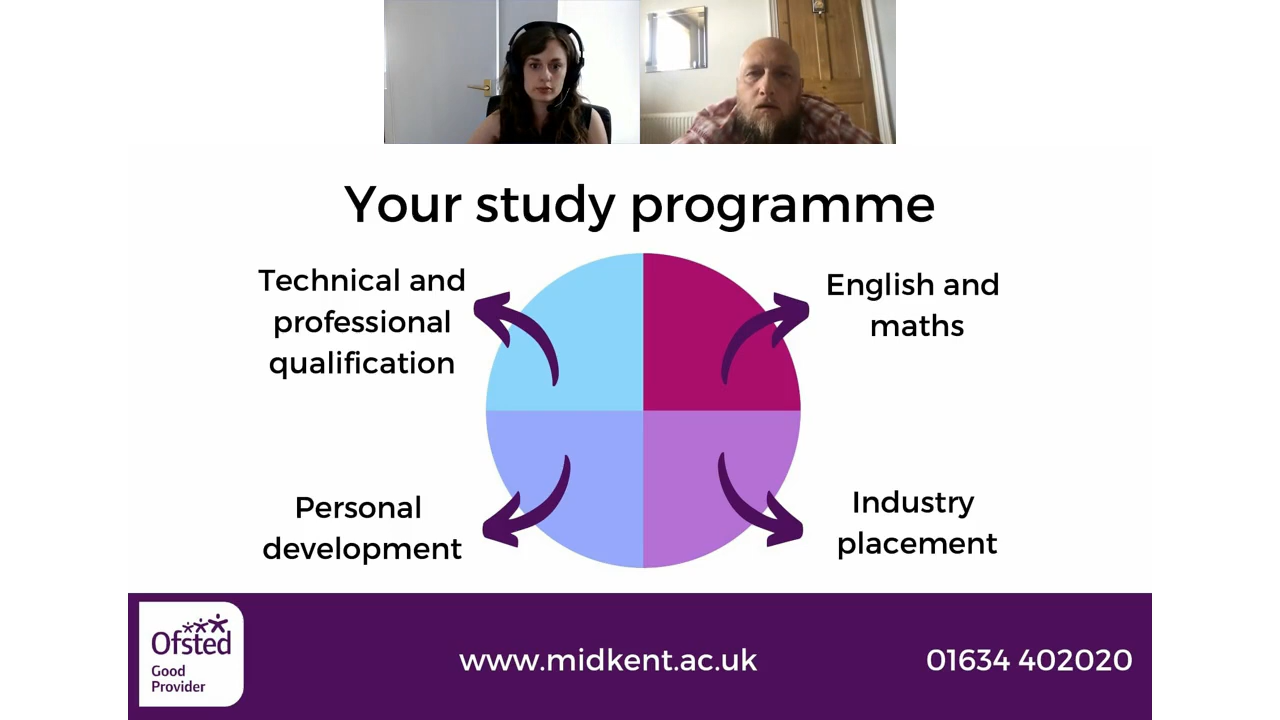 Your study programme
Technical and
professional
qualification
English and
maths
Personal
development
Industry
placement
Ofsted
Good
Provider
www.midkent.ac.uk
01634 402020